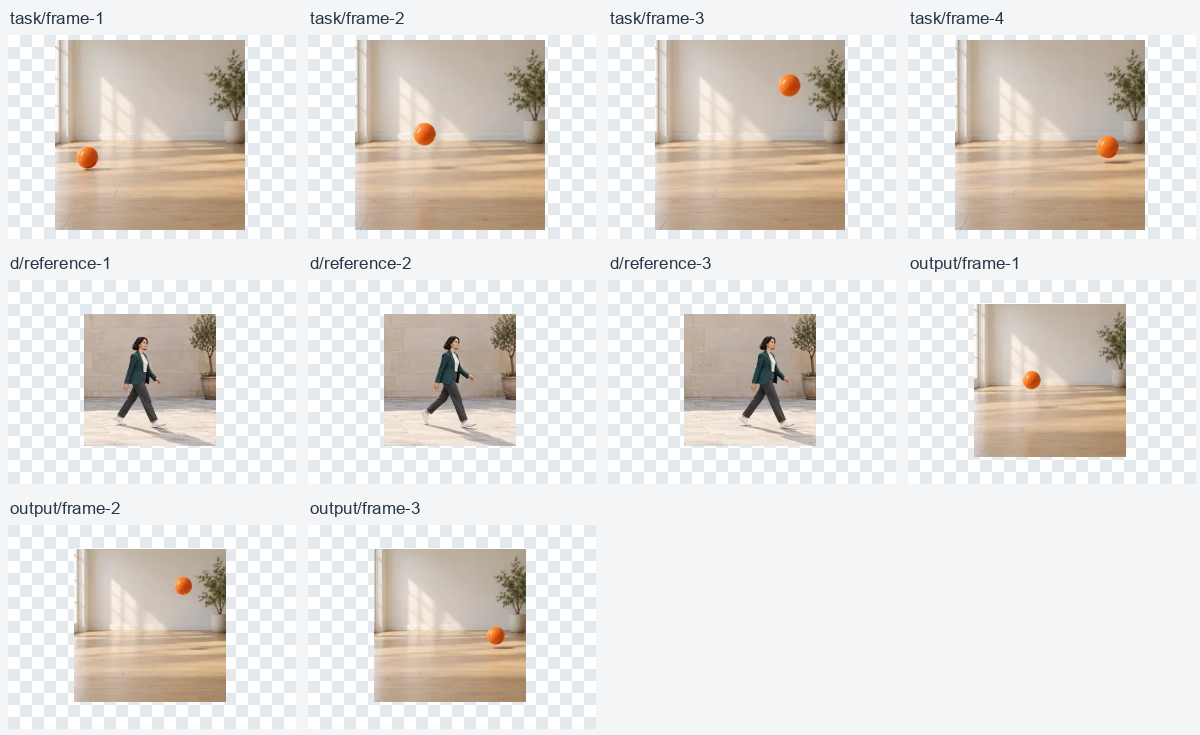 task/frame-1
task/frame-2
task/frame-3
task/frame-4
d/reference-1
d/reference-2
d/reference-3
output/frame-1
output/frame-2
output/frame-3